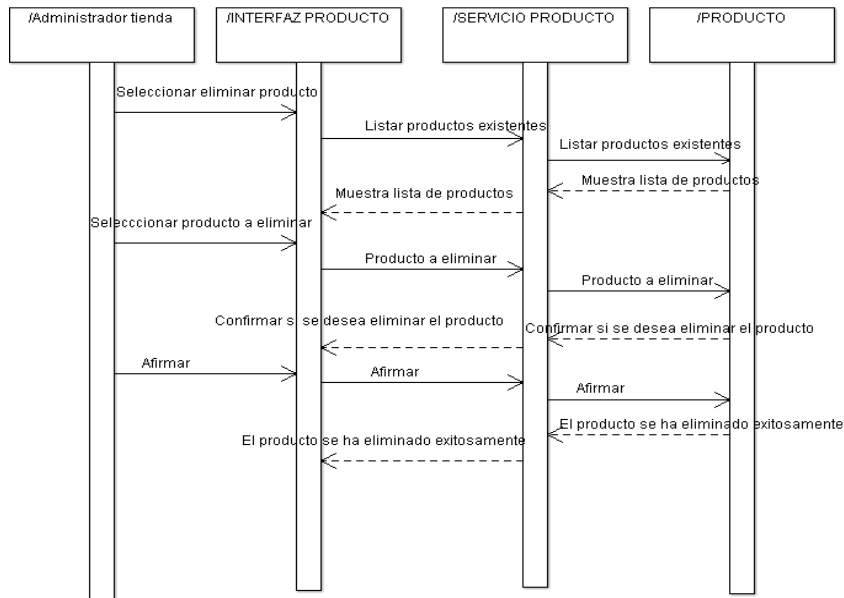 /Administrador tienda
/INTERFAZ PRODUCTO
/SERVICIO PRODUCTO
/PRODUCTO
Seleccionar eliminar producto
Listar productos existentes
Listar productos existentes
Muestra lista de productos
Muestra lista de productos
Selecccionar producto a eliminar
Producto a eliminar
Producto a eliminar
Confirmar si se desea eliminar el producto
Confirmar si se desea eliminar el producto
Afirmar
Afirmar
Afirmar
El producto se ha eliminado exitosamente
El producto se ha eliminado exitosamente